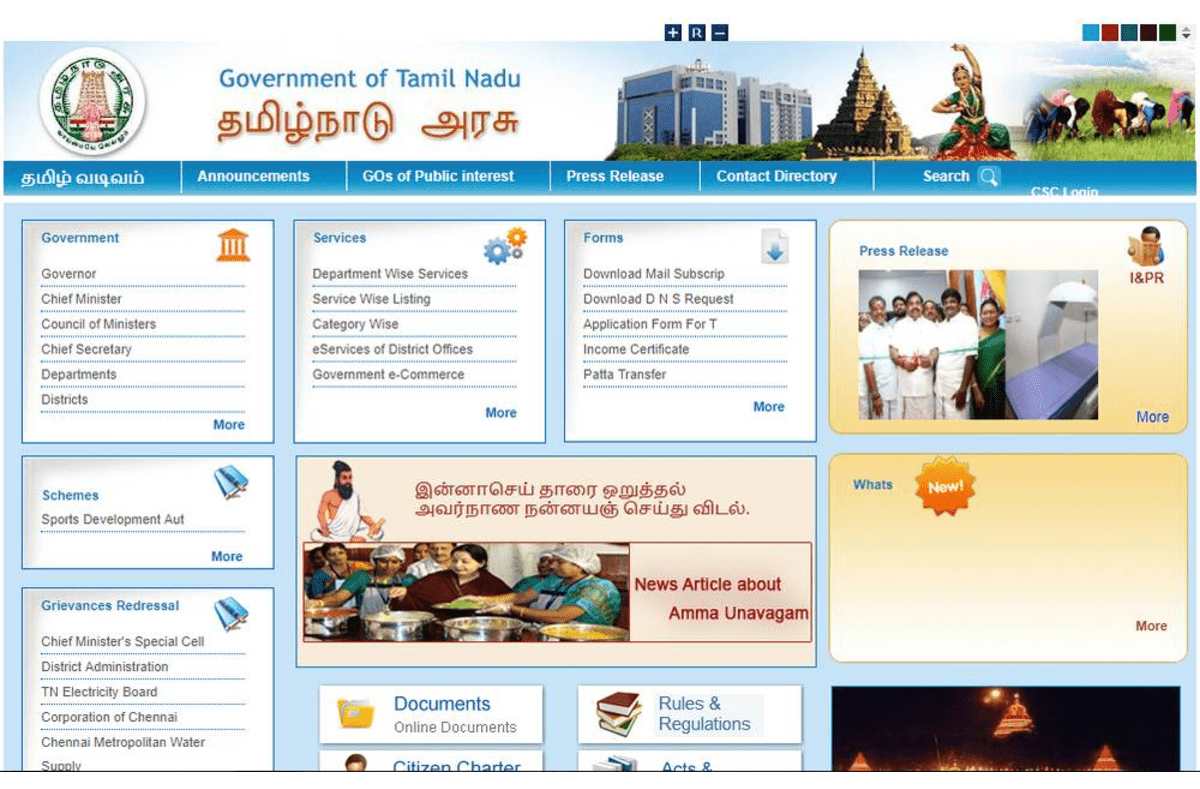 R
தமிழ்நாடு அரசு
வாய்மையே வெல்லும்
Government of Tamil Nadu
தமிழ்நாடு அரசு
தமிழ் வடிவம்
Announcements
GOs of Public interest
Press Release
Contact Directory
Search
CSC Login
Government
Governor
Chief Minister
Council of Ministers
Chief Secretary
Departments
Districts
More
Services
Department Wise Services
Service Wise Listing
Category Wise
eServices of District Offices
Government e-Commerce
More
Forms
Download Mail Subscrip
Download D N S Request
Application Form For T
Income Certificate
Patta Transfer
More
Press Release
I&PR
More
Schemes
Sports Development Aut
More
இன்னாசெய் தாரை ஒறுத்தல்
அவர்நாண நன்னயஞ் செய்து விடல்.
News Article about
Amma Unavagam
Whats
New!
More
Grievances Redressal
Chief Minister's Special Cell
District Administration
TN Electricity Board
Corporation of Chennai
Chennai Metropolitan Water
Supply
Documents
Online Documents
Rules &
Regulations
Citizen Charter
Acts &